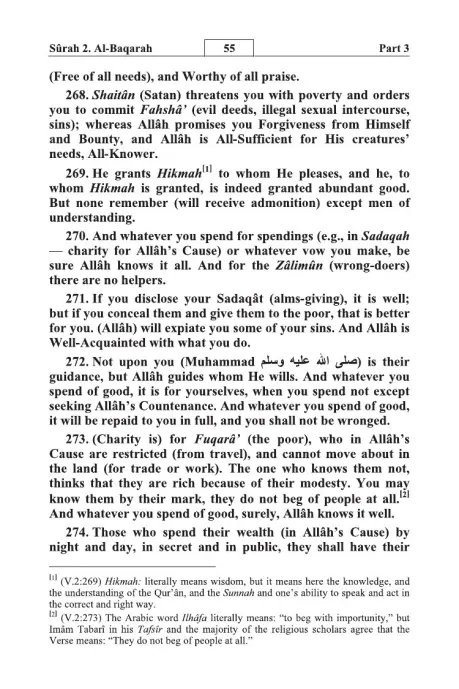 Sûrah 2. Al-Baqarah 55 Part 3
(Free of all needs), and Worthy of all praise.
268. Shaitân (Satan) threatens you with poverty and orders
you to commit Fahshâ’ (evil deeds, illegal sexual intercourse,
sins); whereas Allâh promises you Forgiveness from Himself
and Bounty, and Allâh is All-Sufficient for His creatures’
needs, All-Knower.
269. He grants Hikmah[1] to whom He pleases, and he, to
whom Hikmah is granted, is indeed granted abundant good.
But none remember (will receive admonition) except men of
understanding.
270. And whatever you spend for spendings (e.g., in Sadaqah
— charity for Allâh’s Cause) or whatever vow you make, be
sure Allâh knows it all. And for the Zâlimûn (wrong-doers)
there are no helpers.
271. If you disclose your Sadaqât (alms-giving), it is well;
but if you conceal them and give them to the poor, that is better
for you. (Allâh) will expiate you some of your sins. And Allâh is
Well-Acquainted with what you do.
272. Not upon you (Muhammad صلى الله عليه وسلم) is their
guidance, but Allâh guides whom He wills. And whatever you
spend of good, it is for yourselves, when you spend not except
seeking Allâh’s Countenance. And whatever you spend of good,
it will be repaid to you in full, and you shall not be wronged.
273. (Charity is) for Fuqarâ’ (the poor), who in Allâh’s
Cause are restricted (from travel), and cannot move about in
the land (for trade or work). The one who knows them not,
thinks that they are rich because of their modesty. You may
know them by their mark, they do not beg of people at all.[2]
And whatever you spend of good, surely, Allâh knows it well.
274. Those who spend their wealth (in Allâh’s Cause) by
night and day, in secret and in public, they shall have their
[1] (V.2:269) Hikmah: literally means wisdom, but it means here the knowledge, and
the understanding of the Qur’ân, and the Sunnah and one’s ability to speak and act in
the correct and right way.
[2] (V.2:273) The Arabic word Ilhâfa literally means: “to beg with importunity,” but
Imâm Tabarî in his Tafsîr and the majority of the religious scholars agree that the
Verse means: “They do not beg of people at all.”